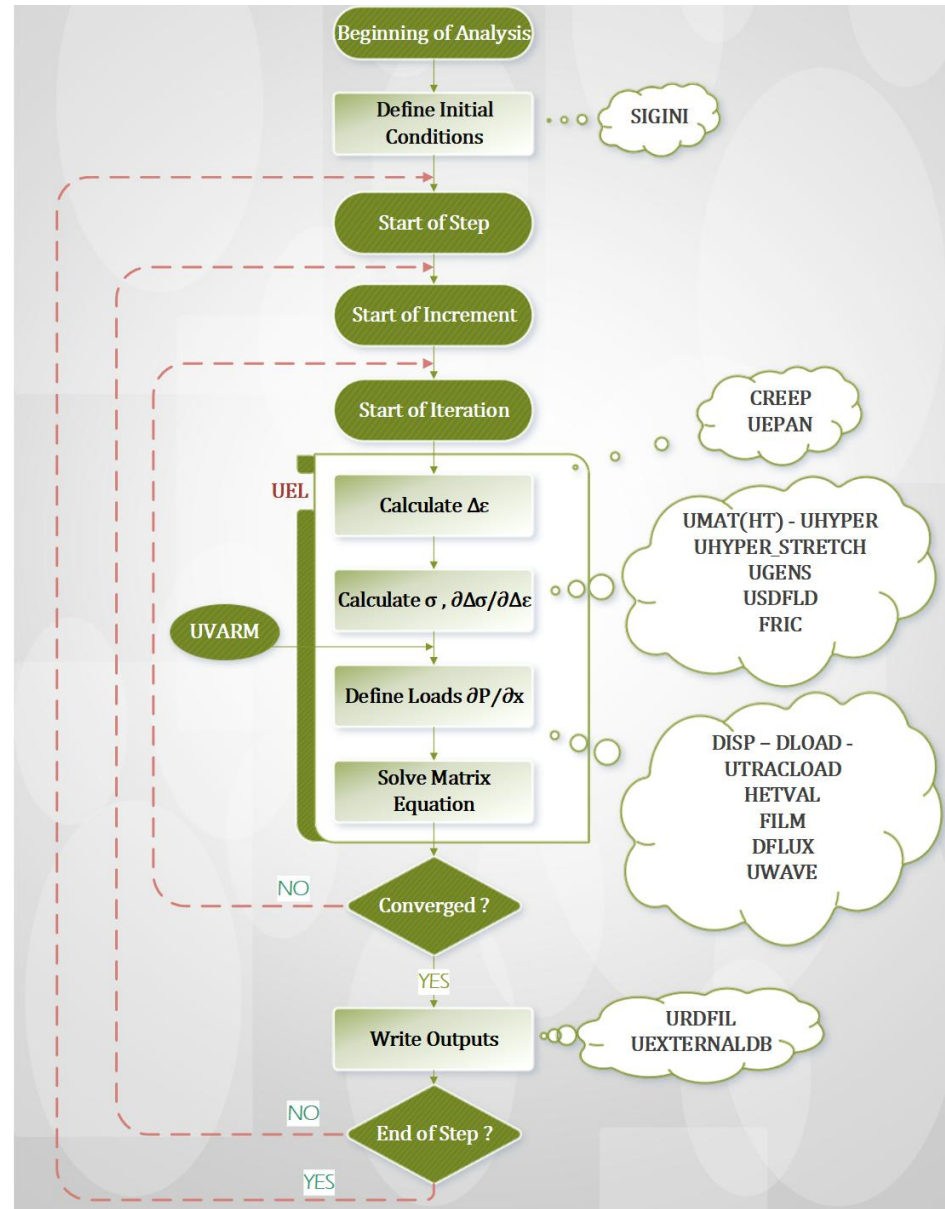 Beginning of Analysis
Define Initial
Conditions
SIGINI
Start of Step
Start of Increment
Start of Iteration
CREEP
UEPAN
UEL
Calculate Δε
UMAT(HT) - UHYPER
UHYPER_STRETCH
UGENS
USDFLD
FRIC
Calculate σ , ∂Δσ/∂Δε
UVARM
Define Loads ∂P/∂x
DISP – DLOAD -
UTRACLOAD
HETVAL
FILM
DFLUX
UWAVE
Solve Matrix
Equation
NO
Converged ?
YES
Write Outputs
URDFIL
UEXTERNALDB
NO
End of Step ?
YES